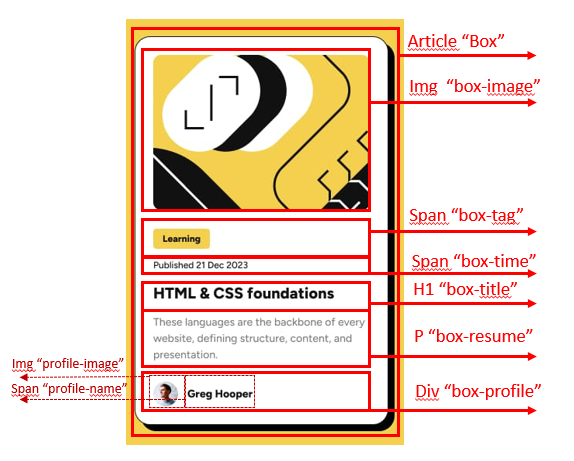 Article “Box”
Img “box-image”
Span “box-tag”
Learning
Span “box-time”
Published 21 Dec 2023
H1 “box-title”
HTML & CSS foundations
These languages are the backbone of every
website, defining structure, content, and
presentation.
P “box-resume”
Img “profile-image”
Span “profile-name”
Greg Hooper
Div “box-profile”